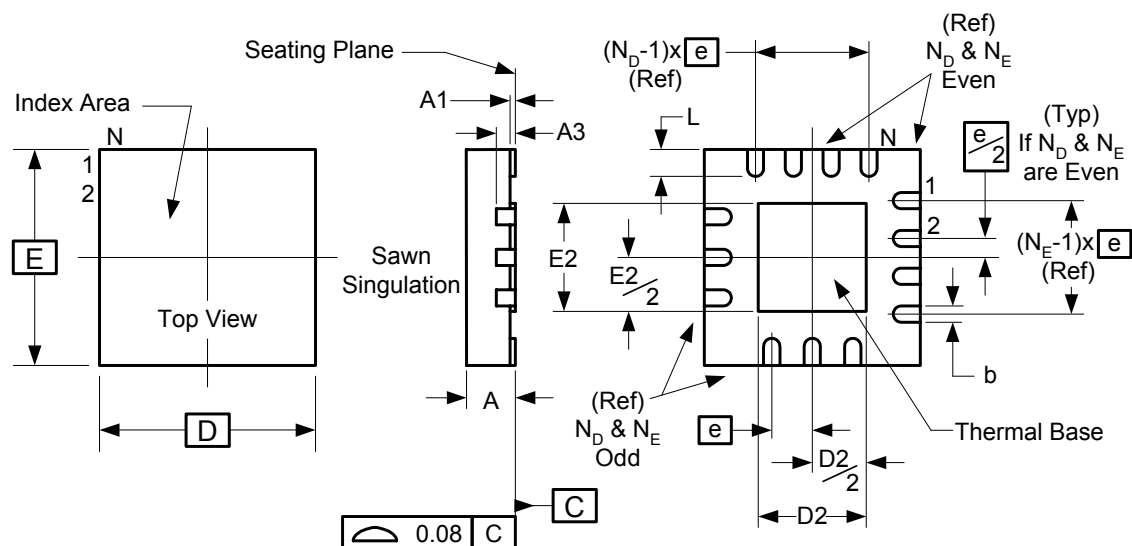 Seating Plane
(N_D-1)x e
(Ref)
(Ref)
N_D & N_E
Even
Index Area
A1
A3
L
N
N
e/2
(Typ)
If N_D & N_E
are Even
1
2
1
2
E
Sawn
Singulation
E2
E2/2
(N_E-1)x e
(Ref)
Top View
b
A
(Ref)
N_D & N_E
Odd
e
Thermal Base
D
D2/2
C
D2
0.08 C